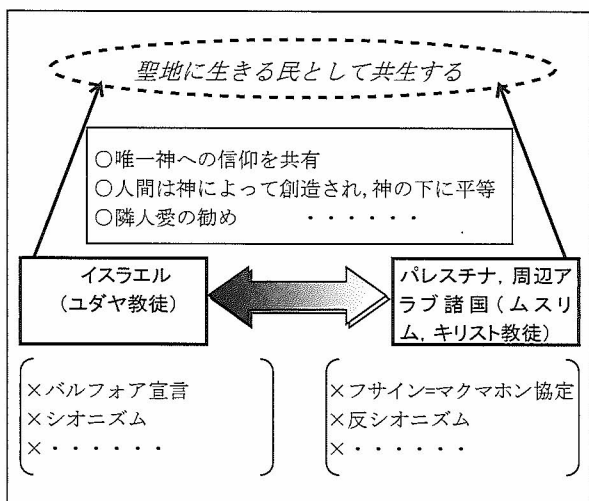 聖地に生きる民として共生する
○唯一神への信仰を共有
○人間は神によって創造され,神の下に平等
○隣人愛の勧め　・・・・・・
イスラエル
(ユダヤ教徒)
パレスチナ，周辺ア
ラブ諸国(ムスリ
ム，キリスト教徒)
×バルフォア宣言
×シオニズム
×・・・・・・
×フサイン=マクマホン協定
×反シオニズム
×・・・・・・